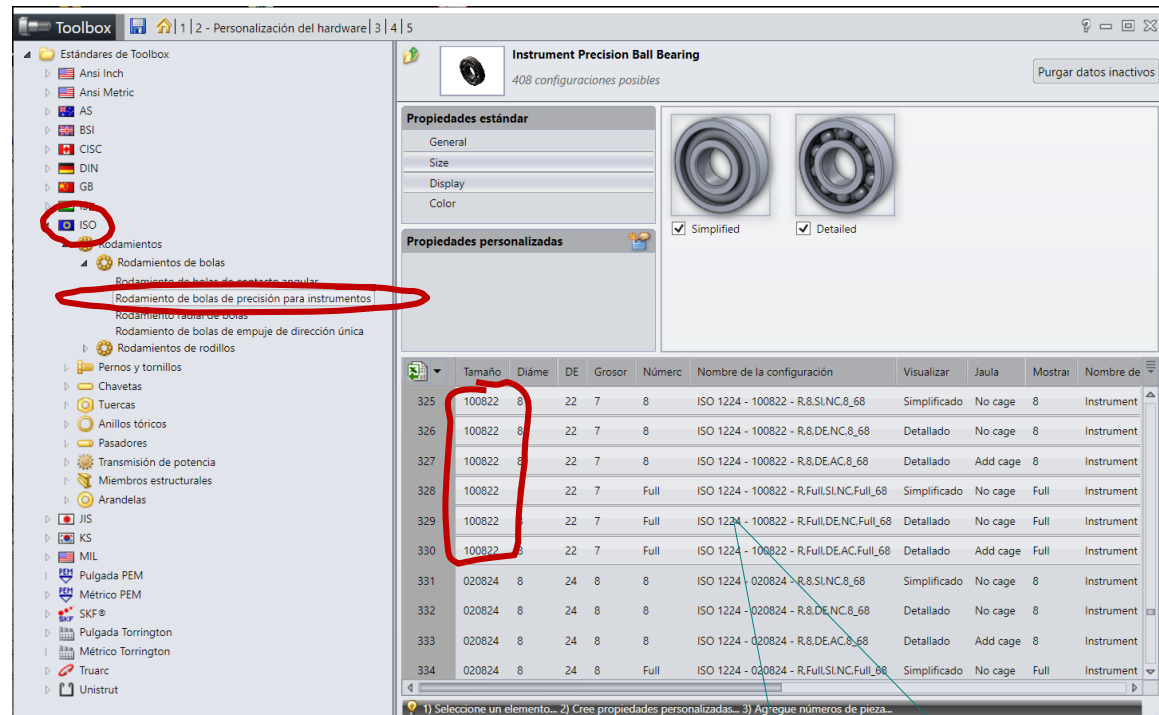 Toolbox 1 | 2 - Personalización del hardware | 3 | 4 | 5
Estándares de Toolbox
Ansi Inch
Ansi Metric
AS
BSI
CISC
DIN
GB
ISO
Rodamientos
Rodamientos de bolas
Rodamiento de bolas de contacto angular
Rodamiento de bolas de precisión para instrumentos
Rodamiento radial de bolas
Rodamiento de bolas de empuje de dirección única
Rodamientos de rodillos
Pernos y tornillos
Chavetas
Tuercas
Anillos tóricos
Pasadores
Transmisión de potencia
Miembros estructurales
Arandelas
JIS
KS
MIL
PEM Pulgada PEM
PEM Métrico PEM
SKF SKF®
Pulgada Torrington
Métrico Torrington
Truarc
Unistrut
Instrument Precision Ball Bearing
408 configuraciones posibles
Purgar datos inactivos
Propiedades estándar
General
Size
Display
Color
Propiedades personalizadas
Simplified Detailed
Tamaño Diáme DE Grosor Númerc Nombre de la configuración Visualizar Jaula Mostrar Nombre de
325 100822 8 22 7 8 ISO 1224 - 100822 - R,8,SI,NC,8_68 Simplificado No cage 8 Instrument
326 100822 8 22 7 8 ISO 1224 - 100822 - R,8,DE,NC,8_68 Detallado No cage 8 Instrument
327 100822 8 22 7 8 ISO 1224 - 100822 - R,8,DE,AC,8_68 Detallado Add cage 8 Instrument
328 100822 22 7 Full ISO 1224 - 100822 - R,Full,SI,NC,Full_68 Simplificado No cage Full Instrument
329 100822 22 7 Full ISO 1224 - 100822 - R,Full,DE,NC,Full_68 Detallado No cage Full Instrument
330 100822 8 22 7 Full ISO 1224 - 100822 - R,Full,DE,AC,Full_68 Detallado Add cage Full Instrument
331 020824 8 24 8 8 ISO 1224 - 020824 - R,8,SI,NC,8_68 Simplificado No cage 8 Instrument
332 020824 8 24 8 8 ISO 1224 - 020824 - R,8,DE,NC,8_68 Detallado No cage 8 Instrument
333 020824 8 24 8 8 ISO 1224 - 020824 - R,8,DE,AC,8_68 Detallado Add cage 8 Instrument
334 020824 8 24 8 Full ISO 1224 - 020824 - R,Full,SI,NC,Full_68 Simplificado No cage Full Instrument
1) Seleccione un elemento... 2) Cree propiedades personalizadas... 3) Agregue números de pieza...